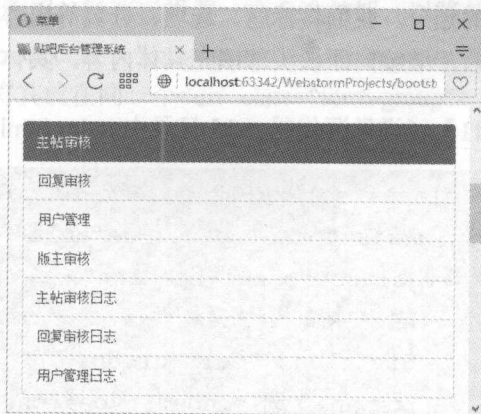 菜单
贴吧后台管理系统
localhost:63342/WebstormProjects/bootst
主帖审核
回复审核
用户管理
版主审核
主帖审核日志
回复审核日志
用户管理日志